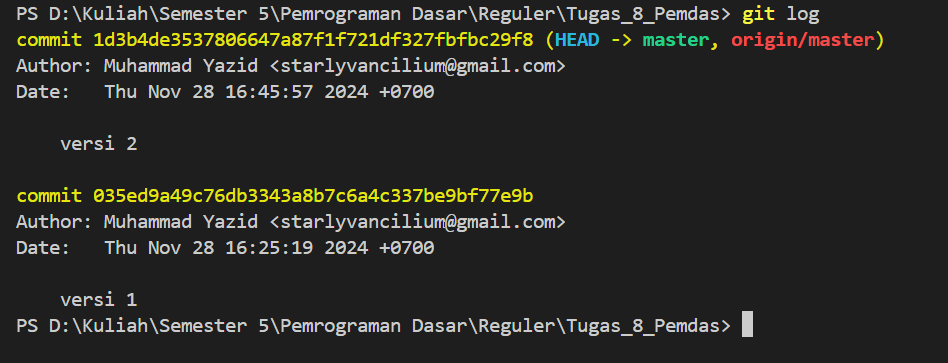 PS D:\Kuliah\Semester 5\Pemrograman Dasar\Reguler\Tugas_8_Pemdas> git log
commit 1d3b4de3537806647a87f1f721df327fbfbc29f8 (HEAD -> master, origin/master)
Author: Muhammad Yazid <starlyvancilium@gmail.com>
Date:   Thu Nov 28 16:45:57 2024 +0700

    versi 2

commit 035ed9a49c76db3343a8b7c6a4c337be9bf77e9b
Author: Muhammad Yazid <starlyvancilium@gmail.com>
Date:   Thu Nov 28 16:25:19 2024 +0700

    versi 1
PS D:\Kuliah\Semester 5\Pemrograman Dasar\Reguler\Tugas_8_Pemdas>